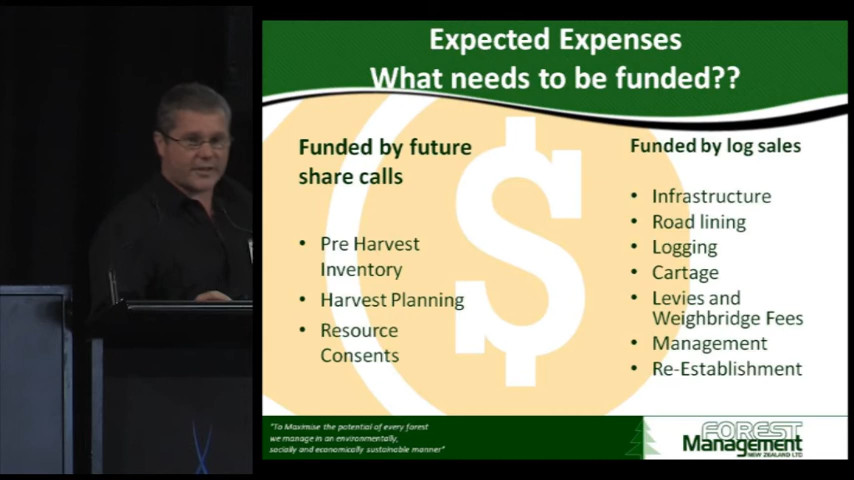 Expected Expenses
What needs to be funded??
Funded by future
share calls
• Pre Harvest
Inventory
• Harvest Planning
• Resource
Consents
Funded by log sales
• Infrastructure
• Road lining
• Logging
• Cartage
• Levies and
Weighbridge Fees
• Management
• Re-Establishment
"To Maximise the potential of every forest
we manage in an environmentally,
socially and economically sustainable manner"
FOREST
Management
NEW ZEALAND LTD